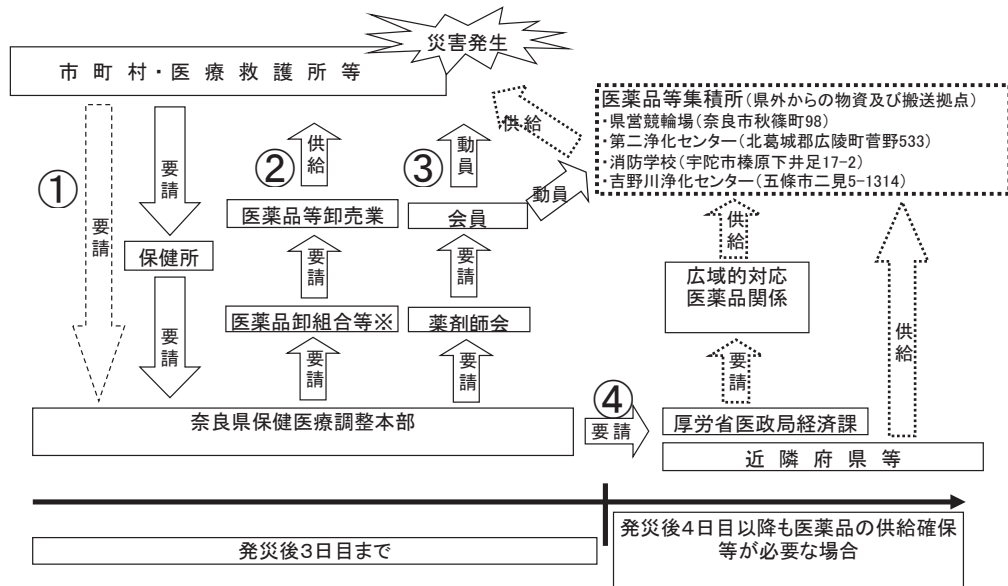 災害発生
市町村・医療救護所等
医薬品等集積所(県外からの物資及び搬送拠点)
・県営競輪場(奈良市秋篠町98)
・第二浄化センター(北葛城郡広陵町菅野533)
・消防学校(宇陀市榛原下井足17-2)
・吉野川浄化センター(五條市二見5-1314)
①
要請
要請
保健所
要請
②
供給
医薬品等卸売業
要請
医薬品卸組合等※
要請
③
動員
会員
要請
薬剤師会
要請
供給
動員
供給
広域的対応
医薬品関係
要請
供給
④
要請
厚労省医政局経済課
近隣府県等
奈良県保健医療調整本部
発災後3日目まで
発災後4日目以降も医薬品の供給確保
等が必要な場合